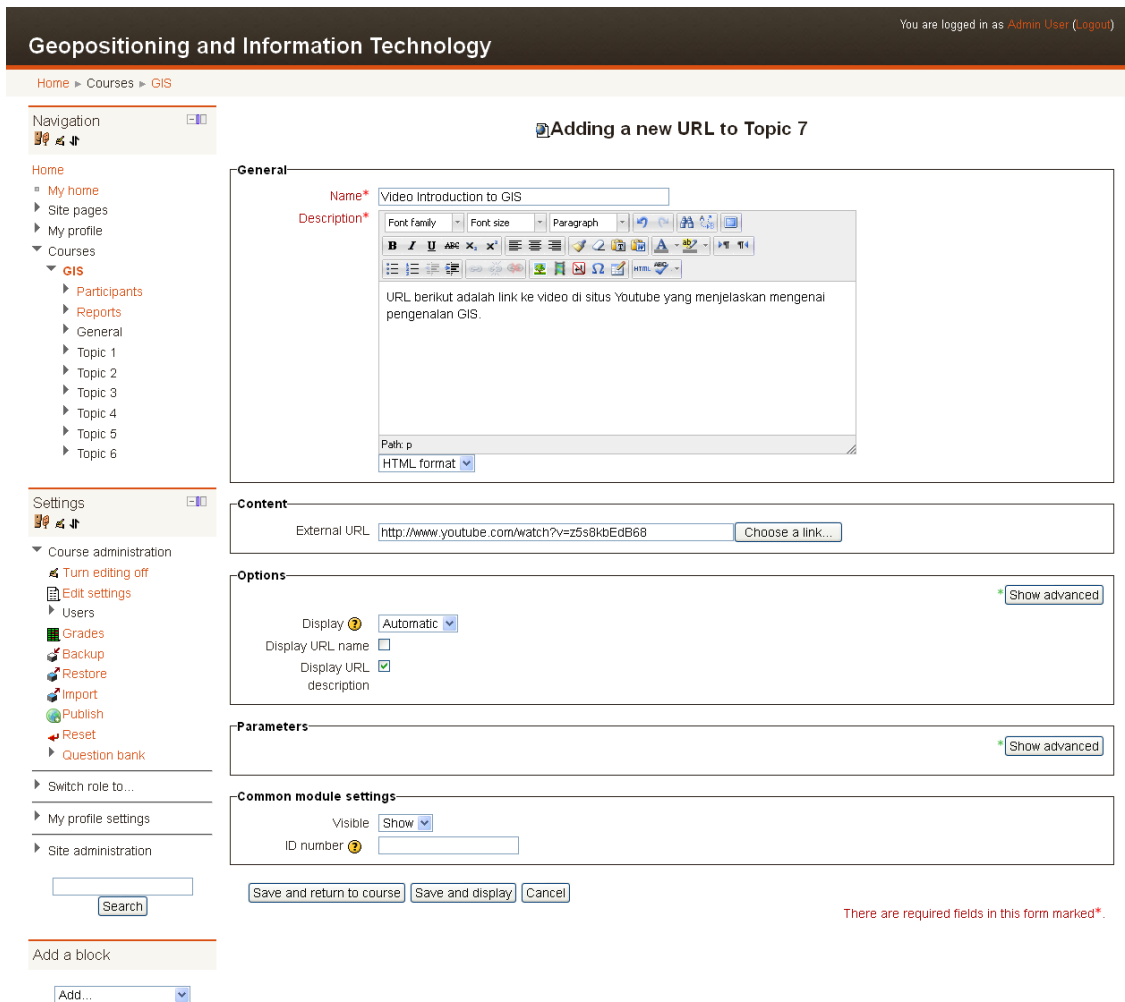 You are logged in as Admin User (Logout)
Geopositioning and Information Technology
Home ► Courses ► GIS
Navigation
Home
My home
Site pages
My profile
Courses
GIS
Participants
Reports
General
Topic 1
Topic 2
Topic 3
Topic 4
Topic 5
Topic 6
Settings
Course administration
Turn editing off
Edit settings
Users
Grades
Backup
Restore
Import
Publish
Reset
Question bank
Switch role to...
My profile settings
Site administration
Search
Add a block
Add...
Adding a new URL to Topic 7
General
Name* Video Introduction to GIS
Description*
Font family Font size Paragraph
B I U ABC x₂ x² A ab
Ω HTML ABC
URL berikut adalah link ke video di situs Youtube yang menjelaskan mengenai
pengenalan GIS.
Path: p
HTML format
Content
External URL http://www.youtube.com/watch?v=z5s8kbEdB68 Choose a link...
Options
* Show advanced
Display Automatic
Display URL name
Display URL
description
Parameters
* Show advanced
Common module settings
Visible Show
ID number
Save and return to course Save and display Cancel
There are required fields in this form marked*.